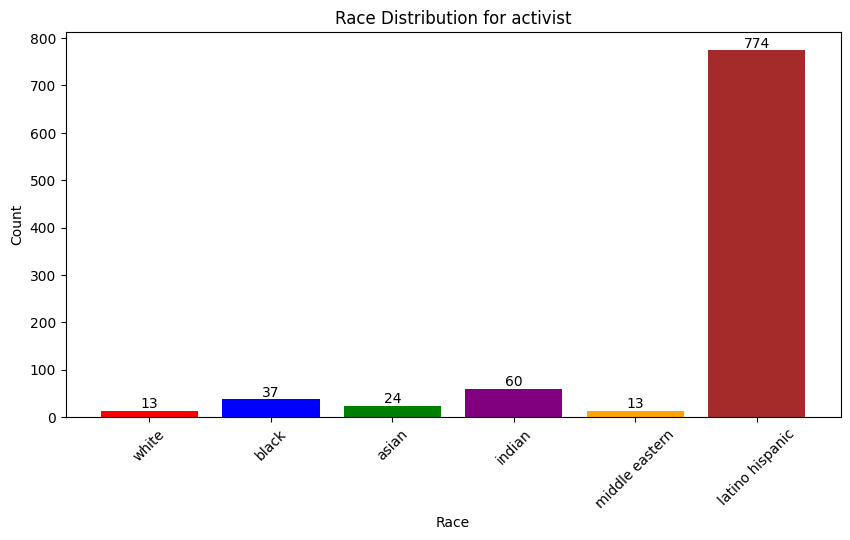 Race Distribution for activist
Count
800
700
600
500
400
300
200
100
0
13
37
24
60
13
774
white
black
asian
indian
middle eastern
latino hispanic
Race